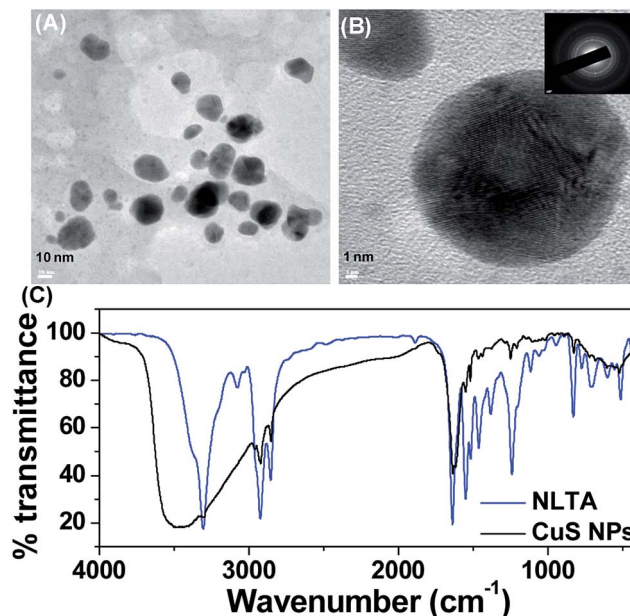 (A)
10 nm
(B)
1 nm
(C)
% transmittance
100
80
60
40
20
NLTA
CuS NPs
4000
3000
2000
1000
Wavenumber (cm-1)